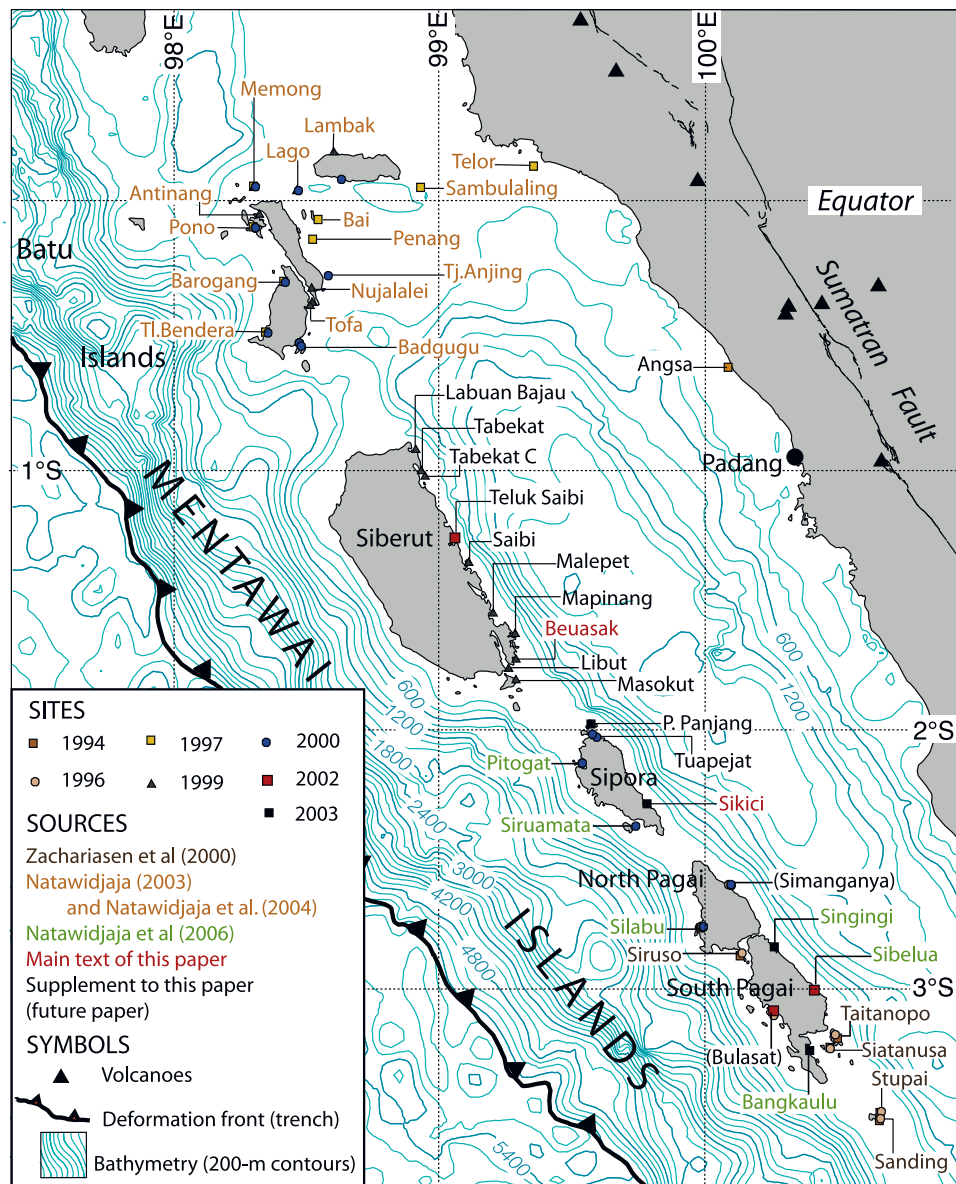 98°E
99°E
100°E
Memong
Lambak
Lago
Telor
Sambulaling
Antinang
Equator
Pono
Bai
Batu
Penang
Barogang
Tj.Anjing
Nujalalei
Sumatran
Tl.Bendera
Tofa
Islands
Badgugu
Angsa
Fault
Labuan Bajau
Tabekat
Padang
1°S
Tabekat C
MENTAWAI
Teluk Saibi
Siberut
Saibi
Malepet
Mapinang
Beuasak
600
1200
Libut
Masokut
600
1200
1800
2400
P. Panjang
2°S
Tuapejat
Pitogat
Sipora
Sikici
Siruamata
3000
4200
4800
5400
North Pagai
(Simanganya)
ISLANDS
Silabu
Singingi
Siruso
Sibelua
South Pagai
3°S
Taitanopo
(Bulasat)
Siatanusa
Stupai
Bangkaulu
Sanding
SITES
1994
1997
2000
1996
1999
2002
2003
SOURCES
Zachariasen et al (2000)
Natawidjaja (2003)
and Natawidjaja et al. (2004)
Natawidjaja et al (2006)
Main text of this paper
Supplement to this paper
(future paper)
SYMBOLS
Volcanoes
Deformation front (trench)
Bathymetry (200-m contours)